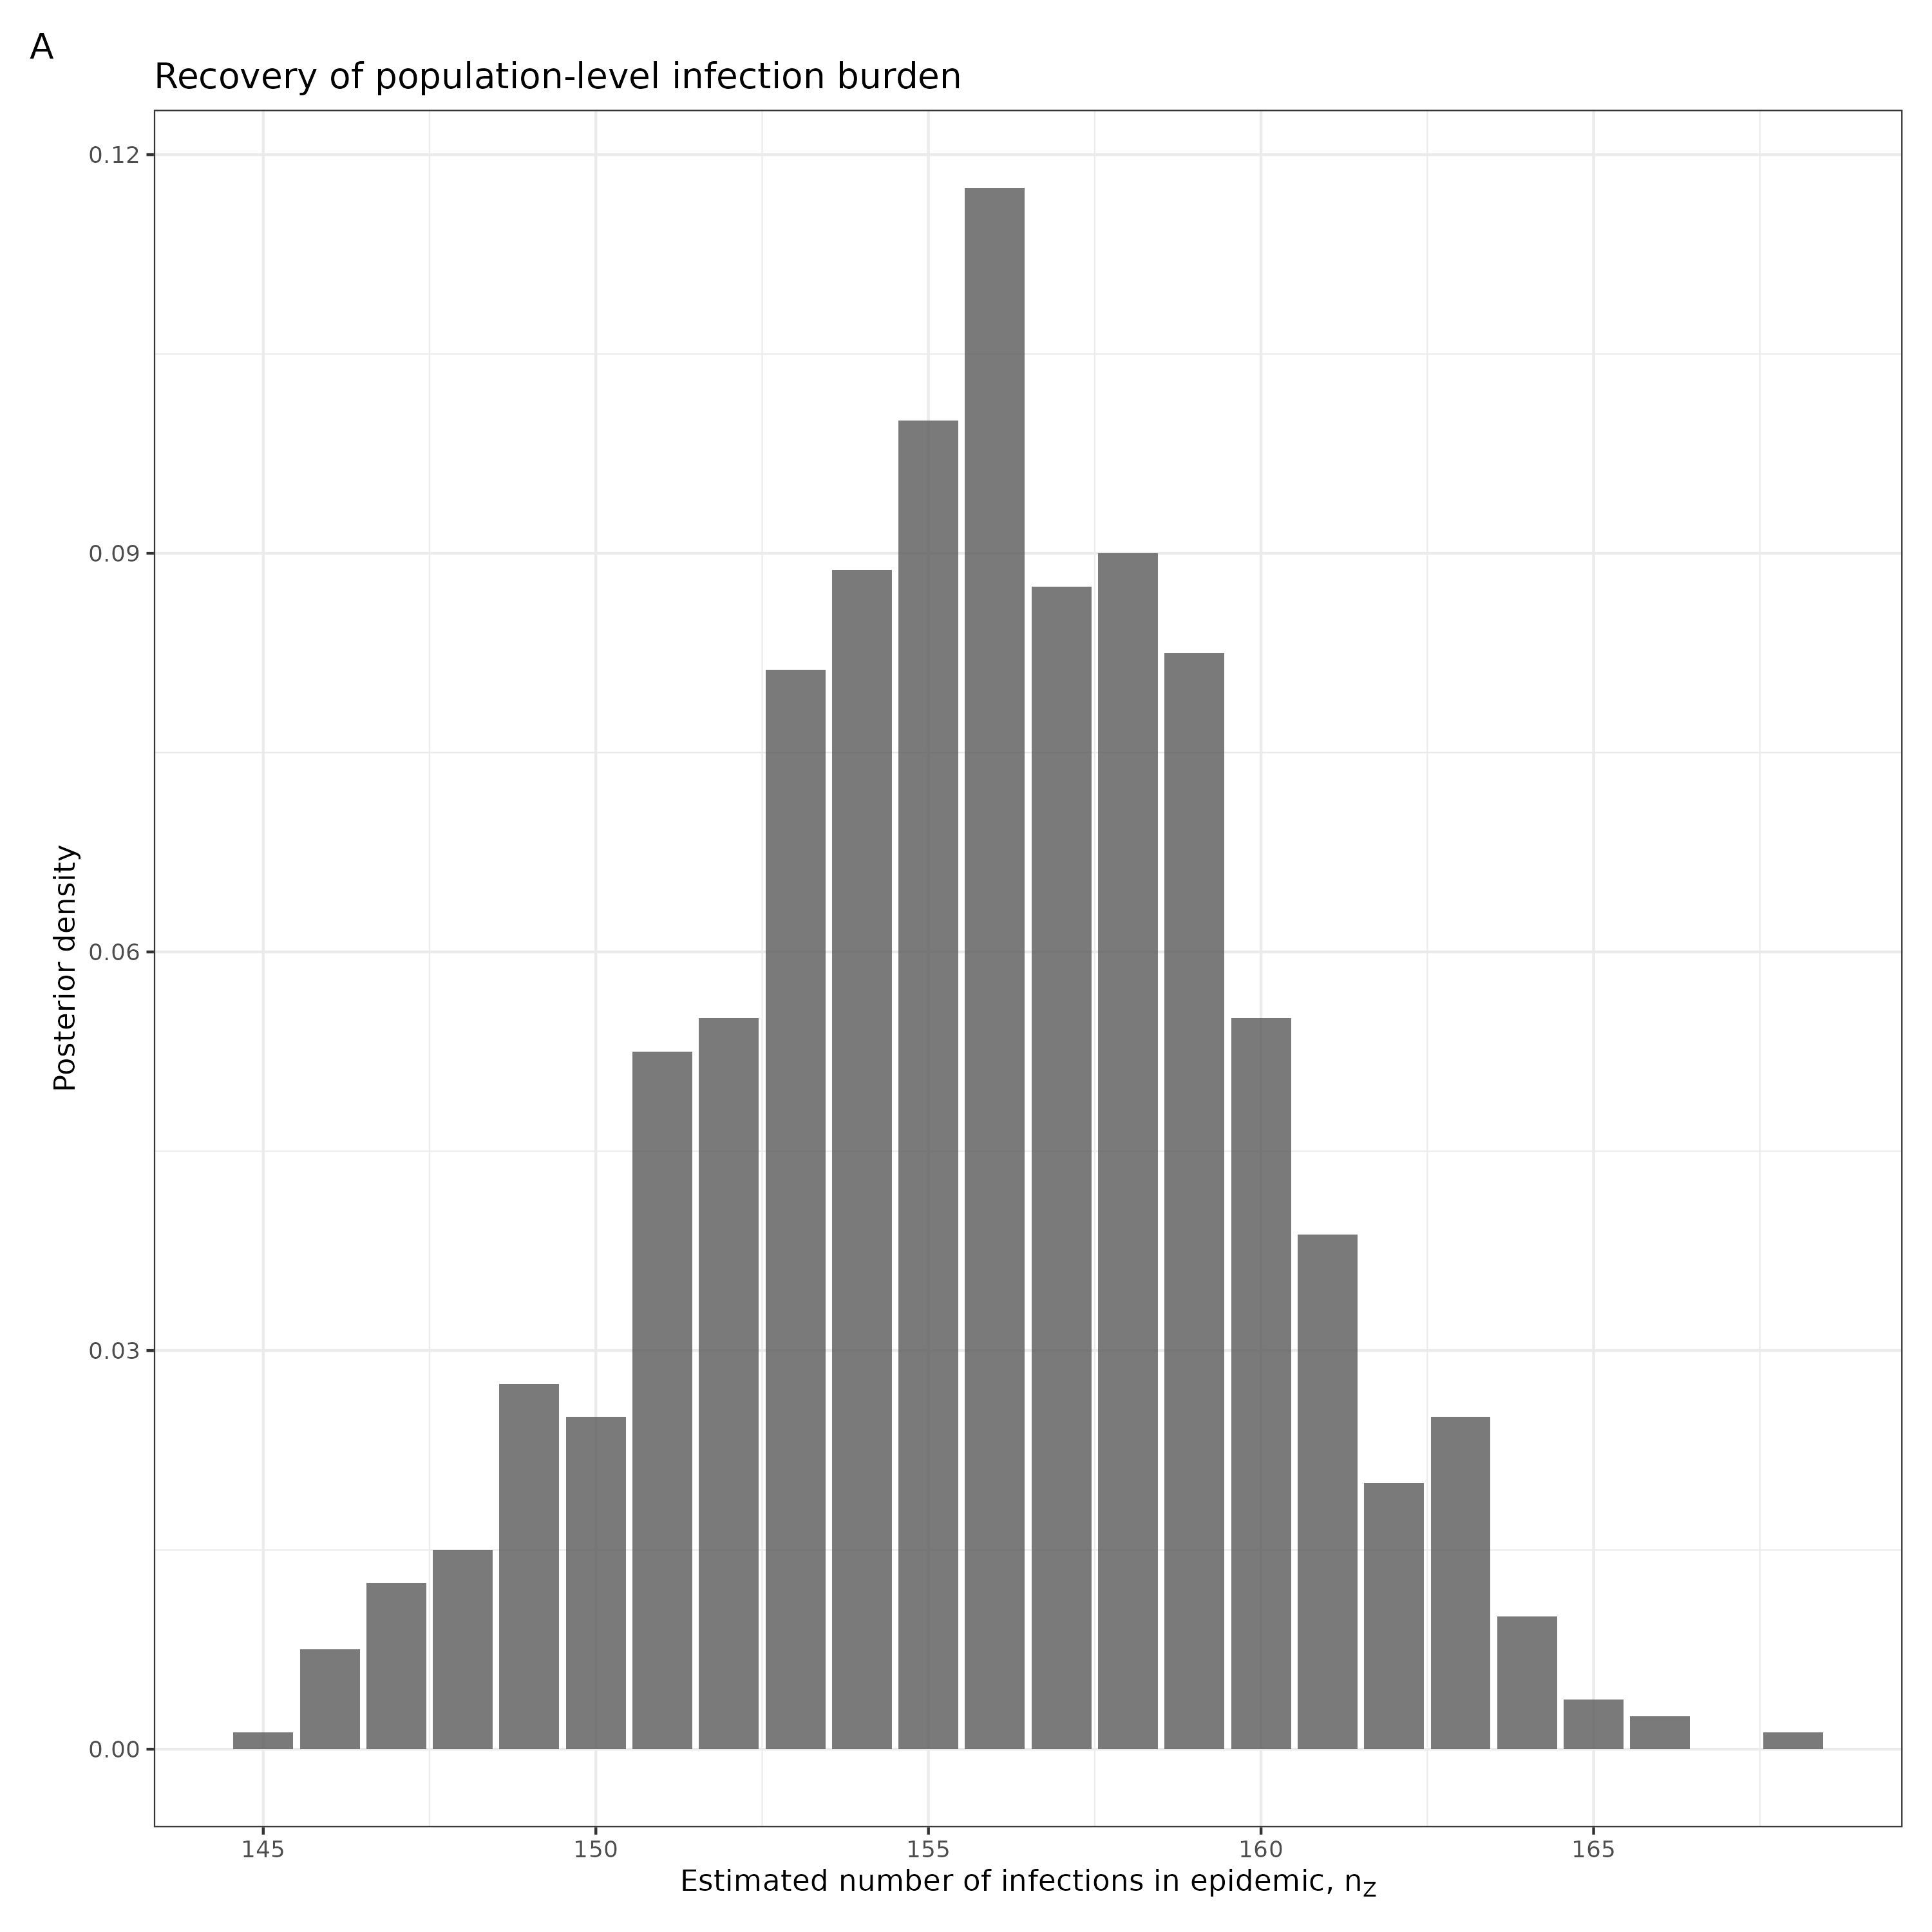 A
Recovery of population-level infection burden
0.12
0.09
0.06
0.03
0.00
Posterior density
145 150 155 160 165
Estimated number of infections in epidemic, nZ